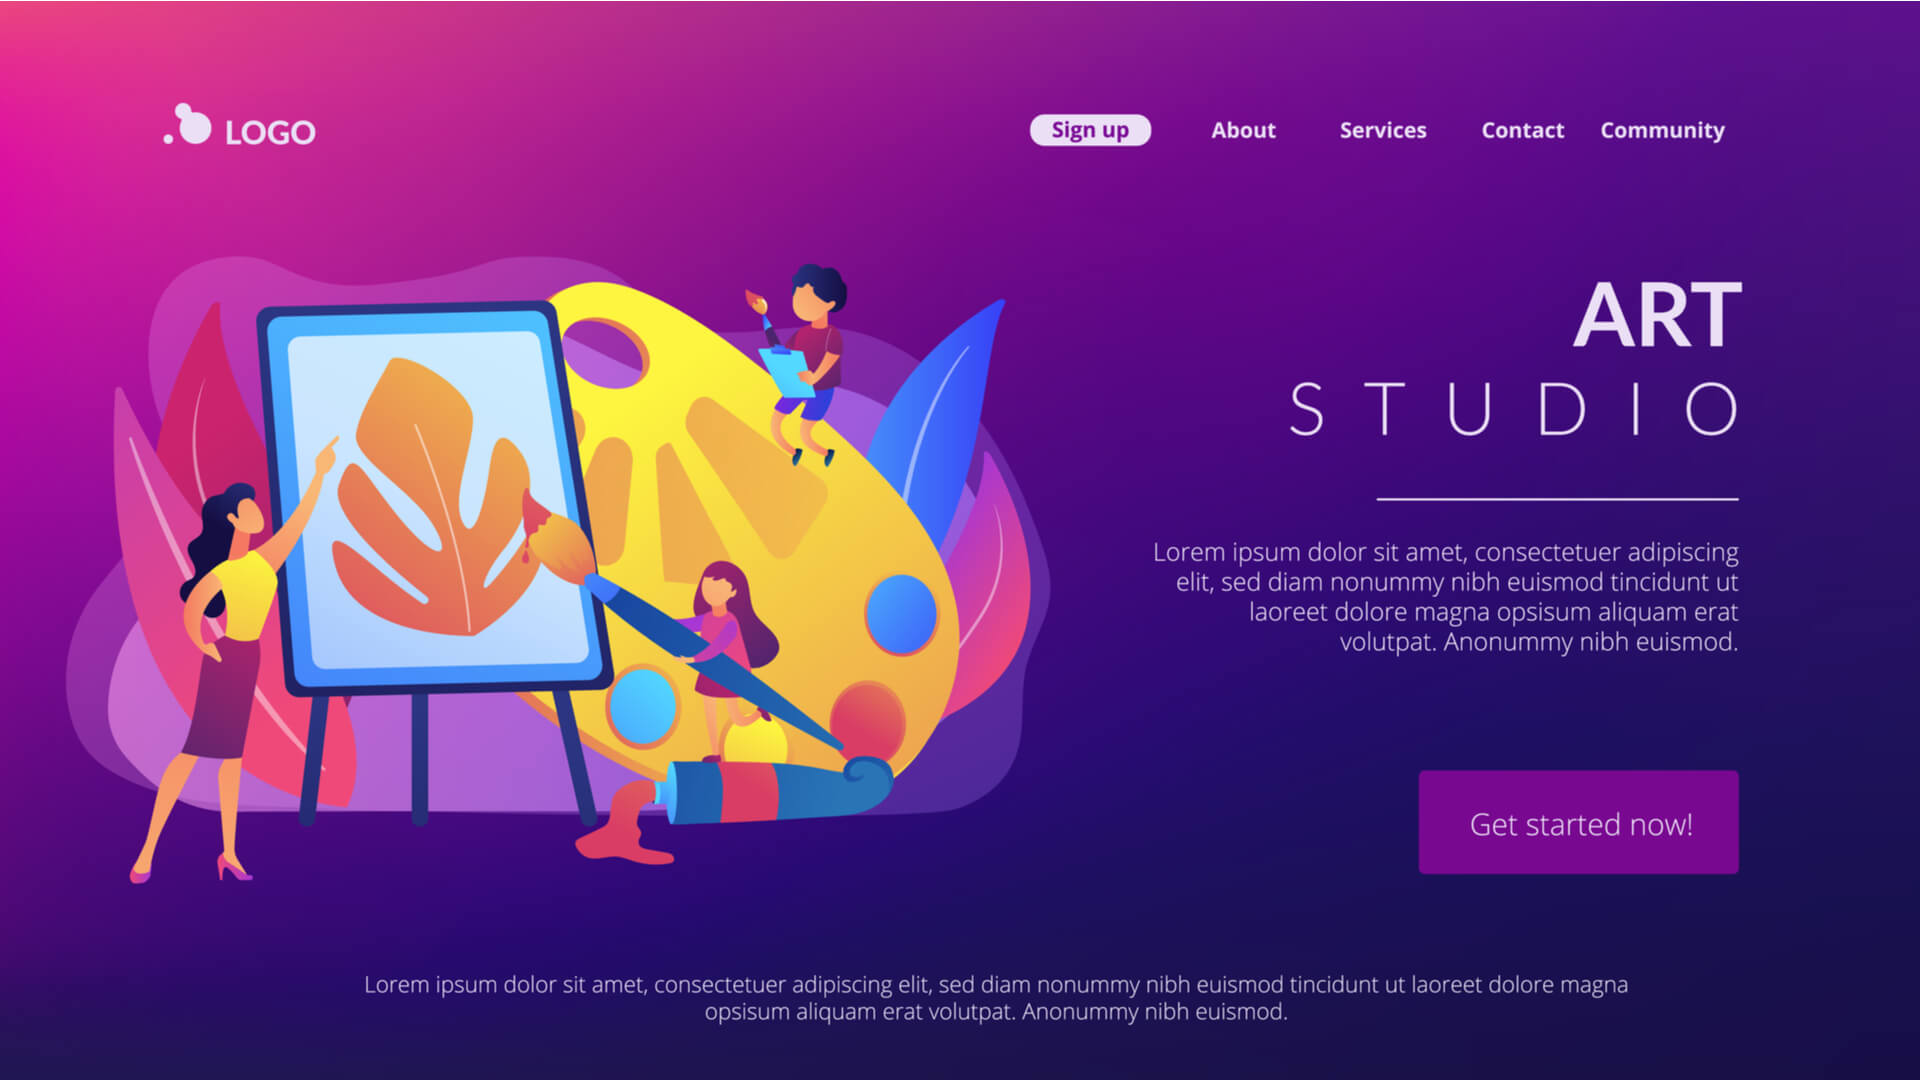 LOGO
Sign up About Services Contact Community
ART
STUDIO
Lorem ipsum dolor sit amet, consectetuer adipiscing
elit, sed diam nonummy nibh euismod tincidunt ut
laoreet dolore magna opsisum aliquam erat
volutpat. Anonummy nibh euismod.
Get started now!
Lorem ipsum dolor sit amet, consectetuer adipiscing elit, sed diam nonummy nibh euismod tincidunt ut laoreet dolore magna
opsisum aliquam erat volutpat. Anonummy nibh euismod.